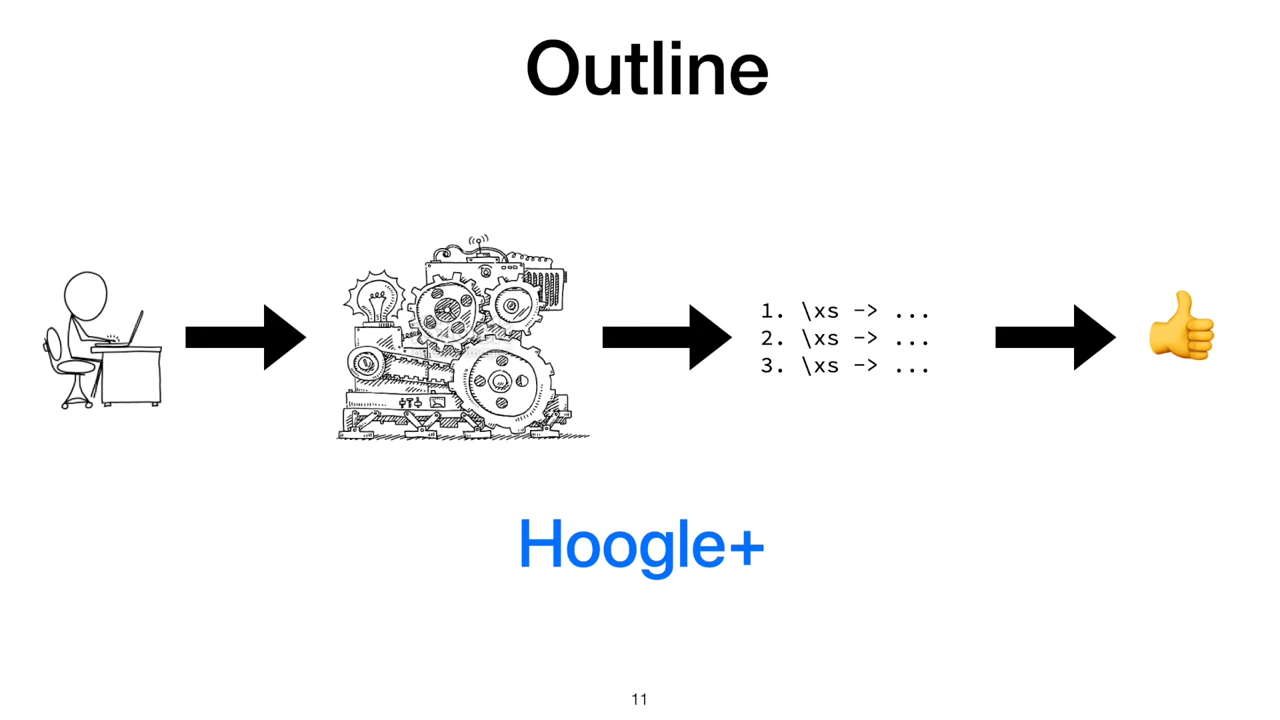 Outline
1. \xs -> ...
2. \xs -> ...
3. \xs -> ...
Hoogle+
11